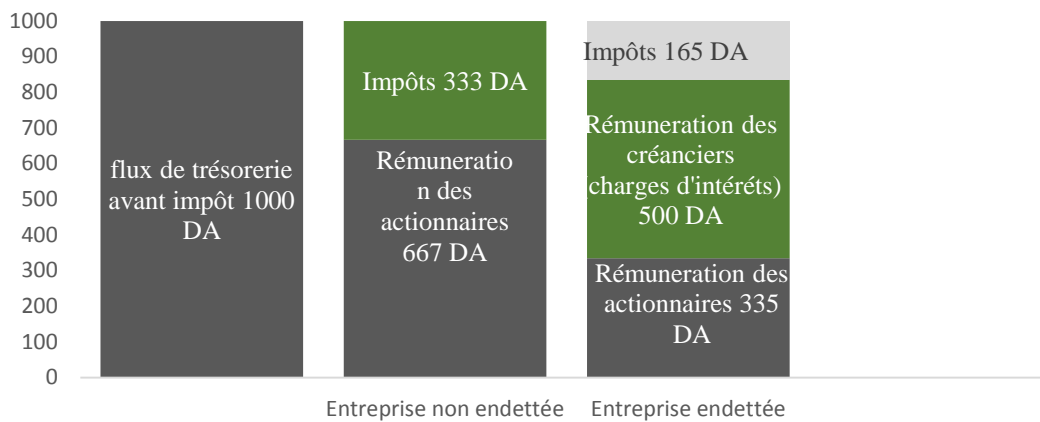 1000
900
800
700
600
500
400
300
200
100
0
flux de trésorerie
avant impôt 1000
DA
Impôts 333 DA
Rémuneratio
n des
actionnaires
667 DA
Impôts 165 DA
Rémuneration des
créanciers
(charges d'intéréts)
500 DA
Rémuneration des
actionnaires 335
DA
Entreprise non endettée
Entreprise endettée